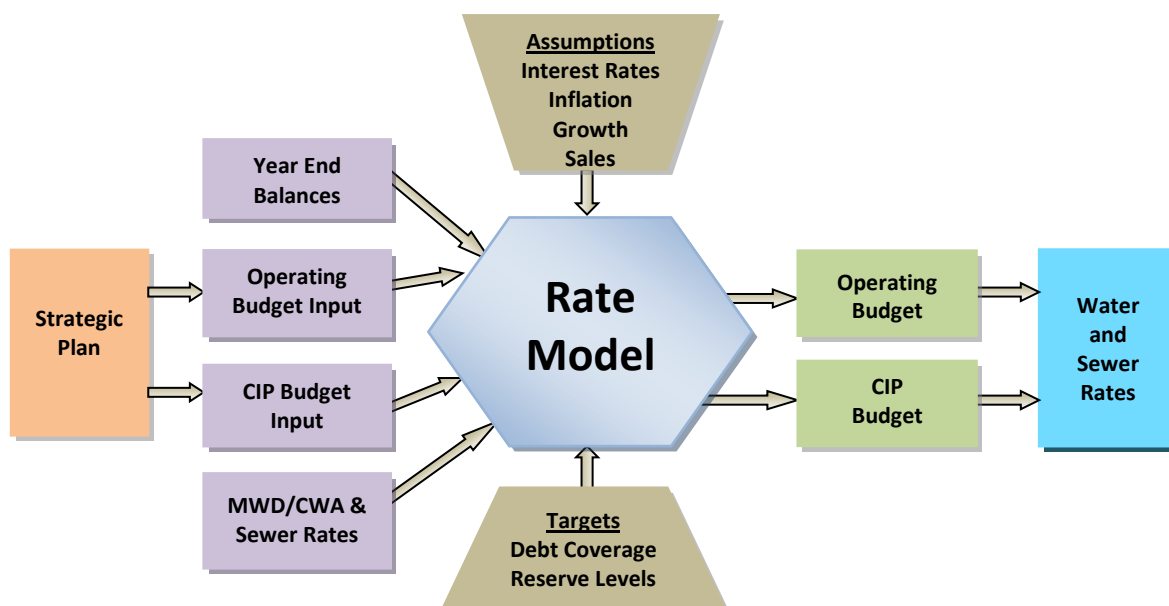 Assumptions
Interest Rates
Inflation
Growth
Sales
Year End
Balances
Strategic
Plan
Operating
Budget Input
CIP Budget
Input
MWD/CWA &
Sewer Rates
Rate
Model
Targets
Debt Coverage
Reserve Levels
Operating
Budget
CIP
Budget
Water
and
Sewer
Rates